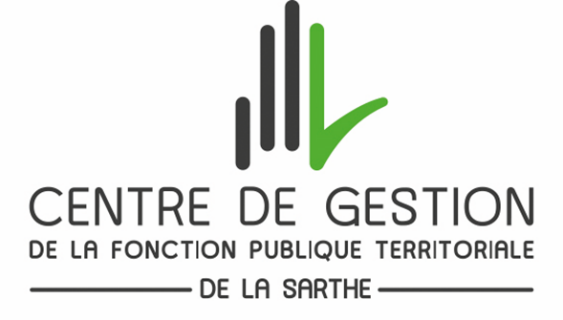 CENTRE DE GESTION
DE LA FONCTION PUBLIQUE TERRITORIALE
DE LA SARTHE